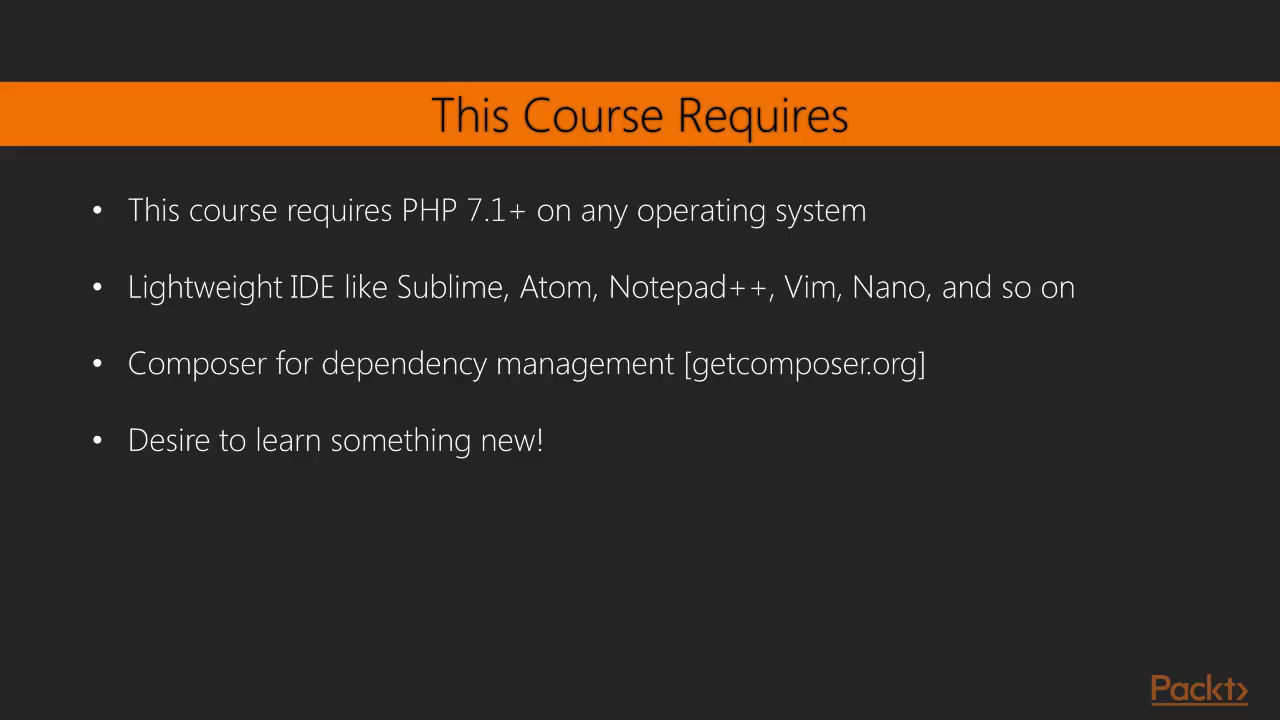 This Course Requires
• This course requires PHP 7.1+ on any operating system
• Lightweight IDE like Sublime, Atom, Notepad++, Vim, Nano, and so on
• Composer for dependency management [getcomposer.org]
• Desire to learn something new!
Packt>